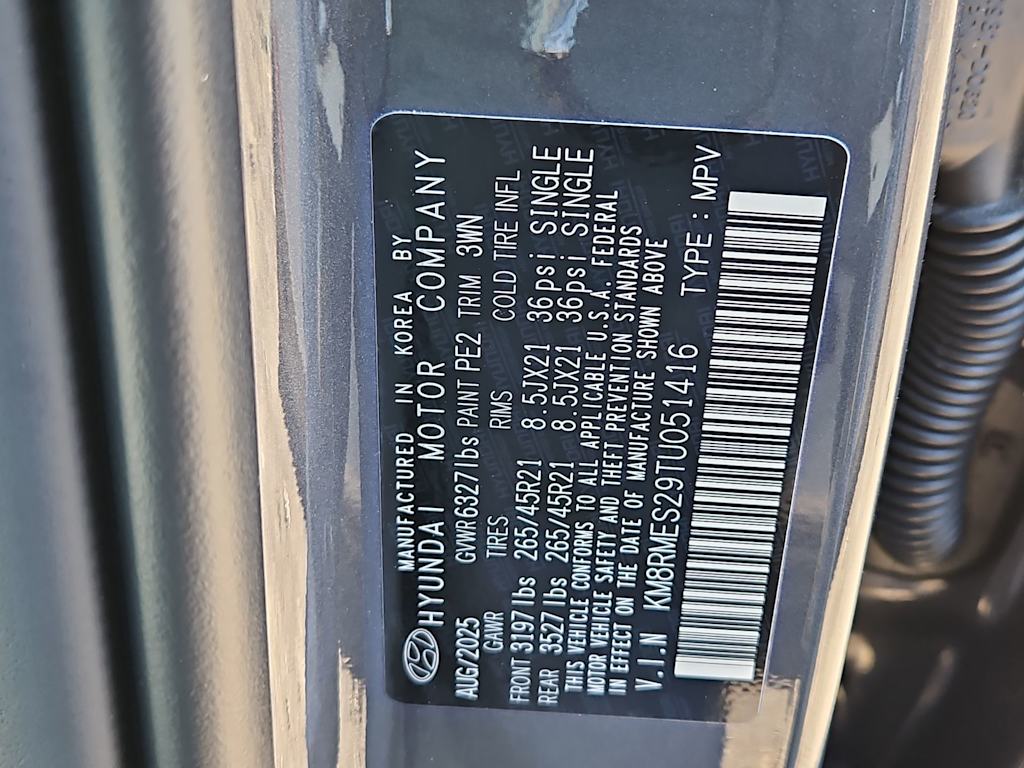 MANUFACTURED IN KOREA BY
HYUNDAI MOTOR COMPANY
AUG/2025 GVWR6327lbs PAINT PE2 TRIM 3WN
GAWR TIRES RIMS COLD TIRE INFL
FRONT 3197lbs 265/45R21 8.5JX21 36psi SINGLE
REAR 3527lbs 265/45R21 8.5JX21 36psi SINGLE
THIS VEHICLE CONFORMS TO ALL APPLICABLE U.S.A. FEDERAL
MOTOR VEHICLE SAFETY AND THEFT PREVENTION STANDARDS
IN EFFECT ON THE DATE OF MANUFACTURE SHOWN ABOVE
V.I.N KM8RMES29TU051416 TYPE : MPV